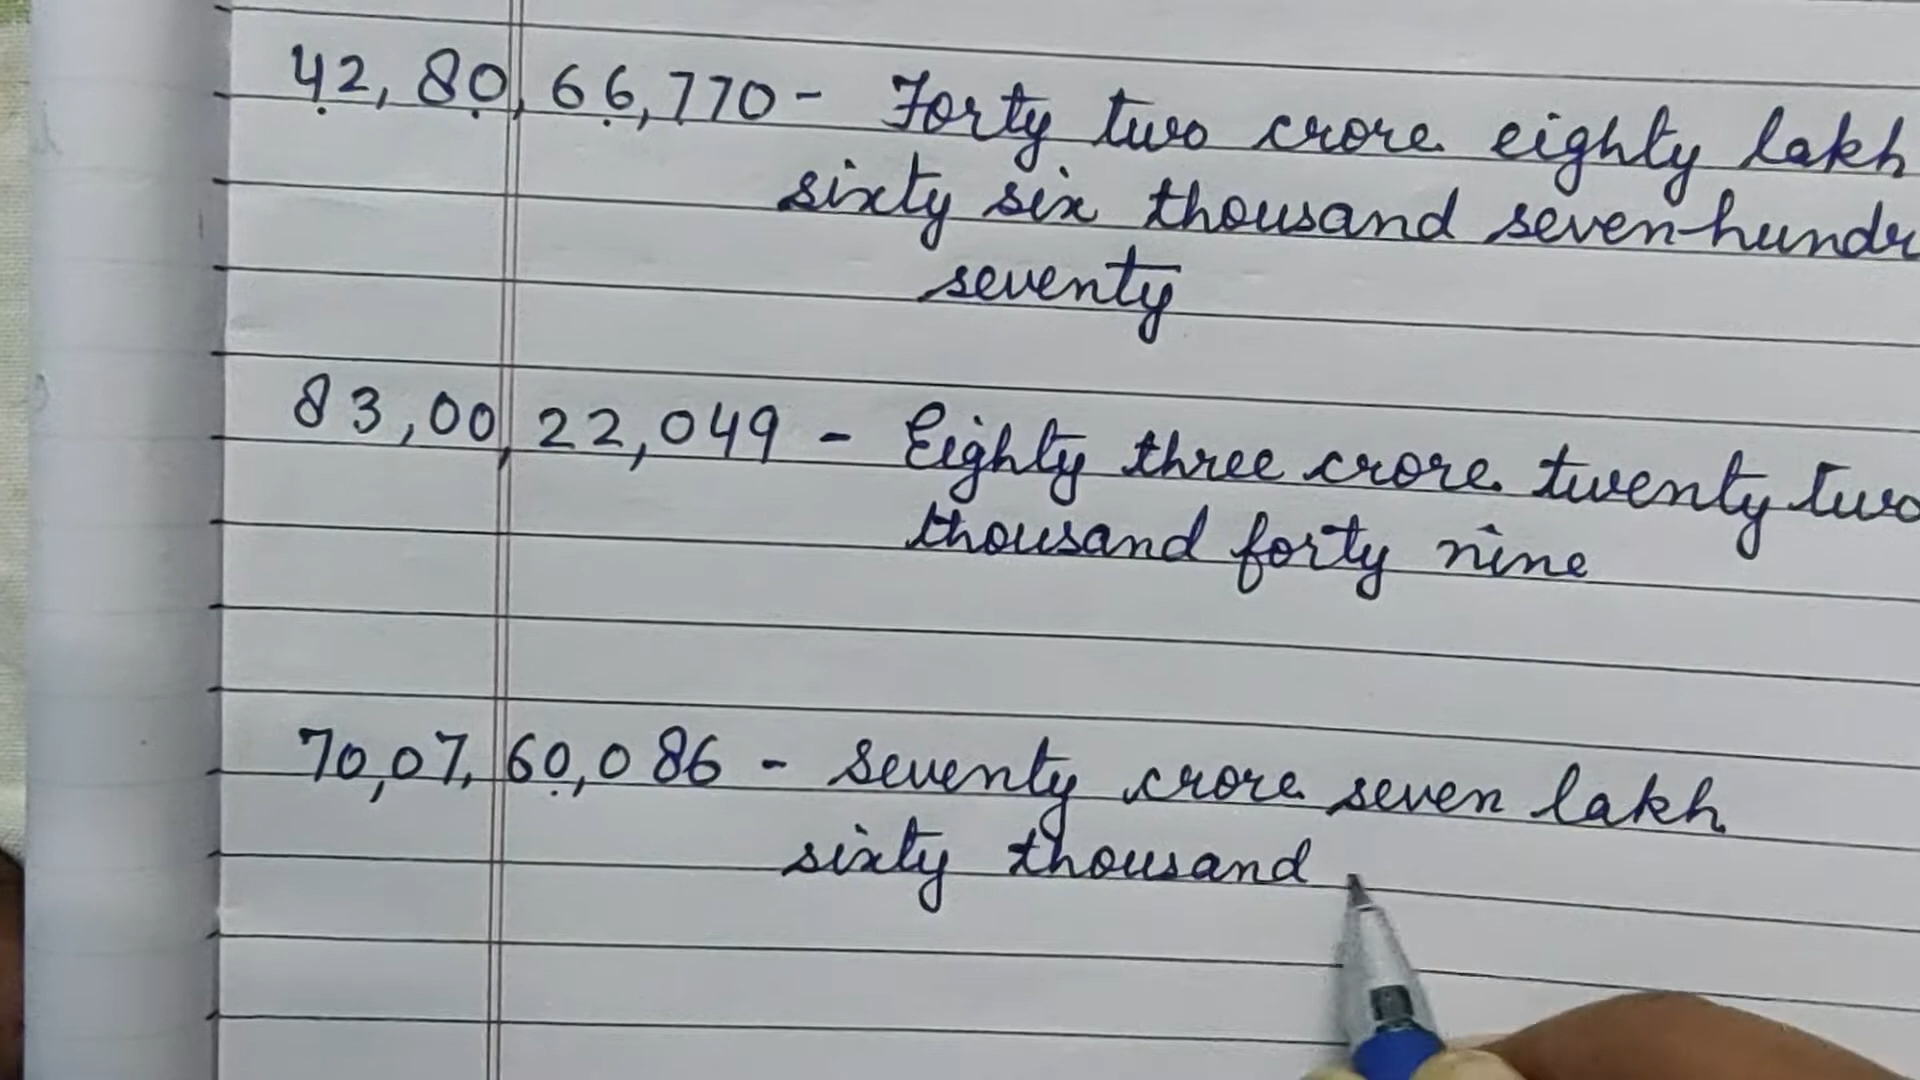 42,80,66,770 - Forty two crore eighty lakh
sixty six thousand seven hundr
seventy
83,00,22,049 - Eighty three crore twenty two
thousand forty nine
70,07,60,086 - seventy crore seven lakh
sixty thousand